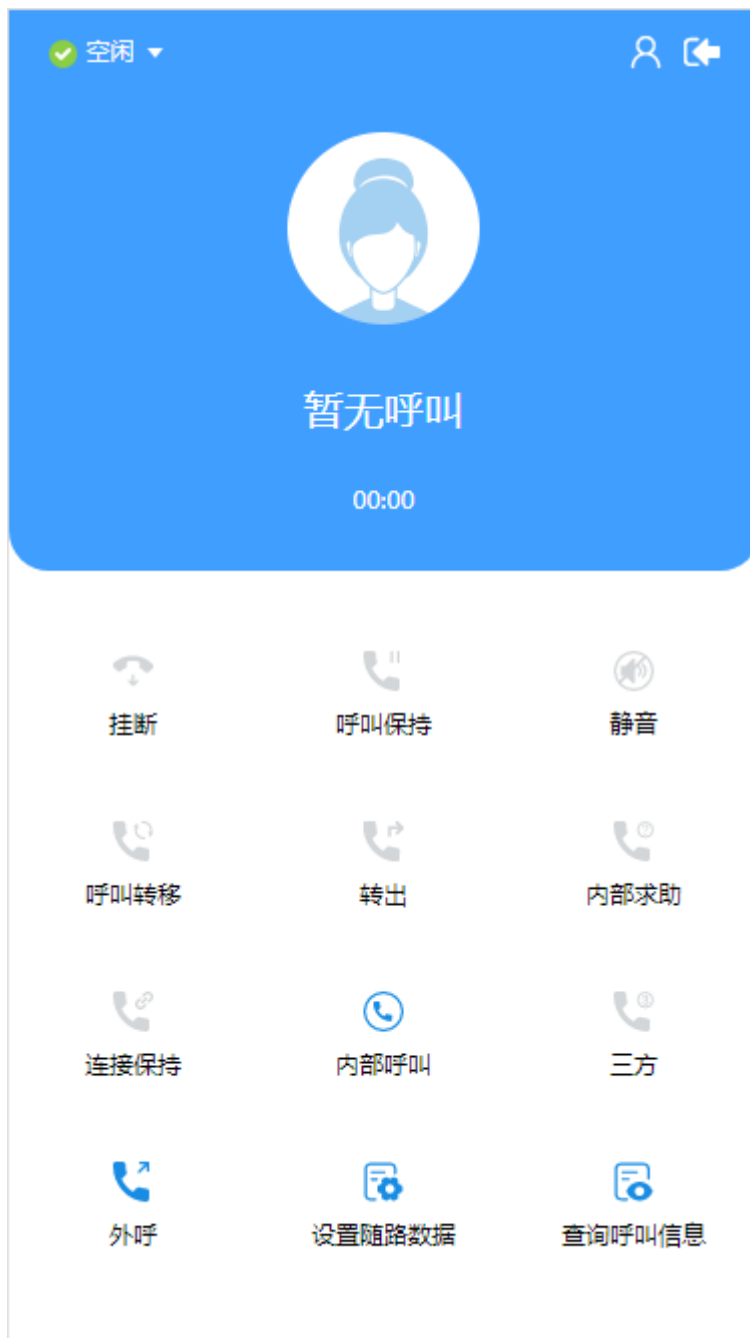 空闲
暂无呼叫
00:00
挂断 呼叫保持 静音
呼叫转移 转出 内部求助
连接保持 内部呼叫 三方
外呼 设置随路数据 查询呼叫信息